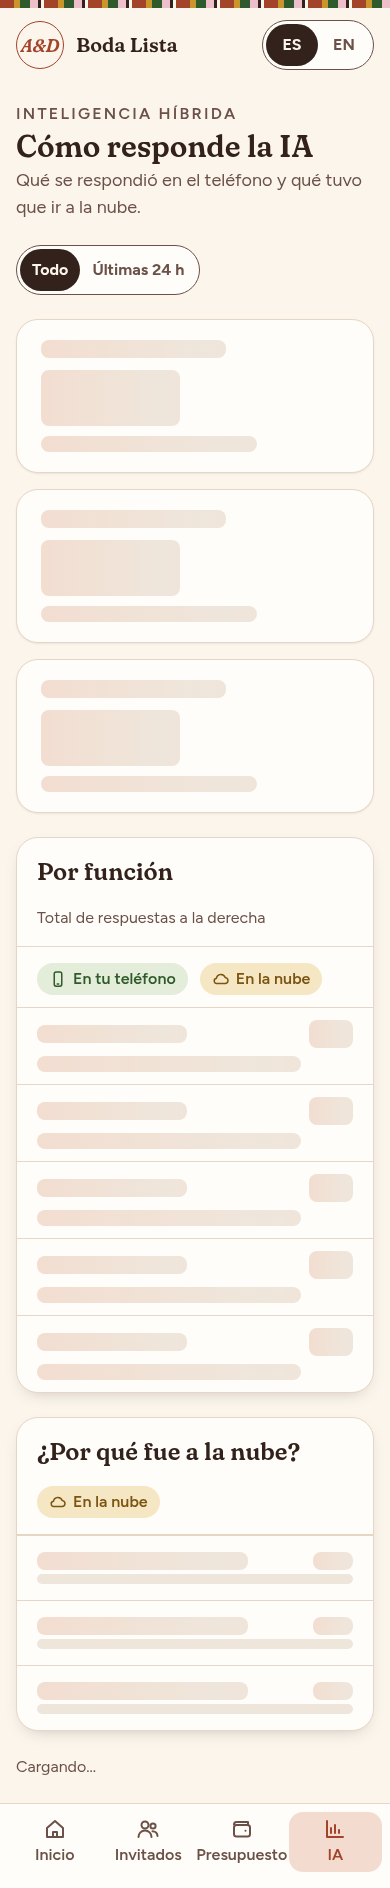 A&D Boda Lista ES EN
INTELIGENCIA HÍBRIDA
Cómo responde la IA
Qué se respondió en el teléfono y qué tuvo
que ir a la nube.
Todo Últimas 24 h
Por función
Total de respuestas a la derecha
En tu teléfono En la nube
¿Por qué fue a la nube?
En la nube
Cargando…
Inicio Invitados Presupuesto IA